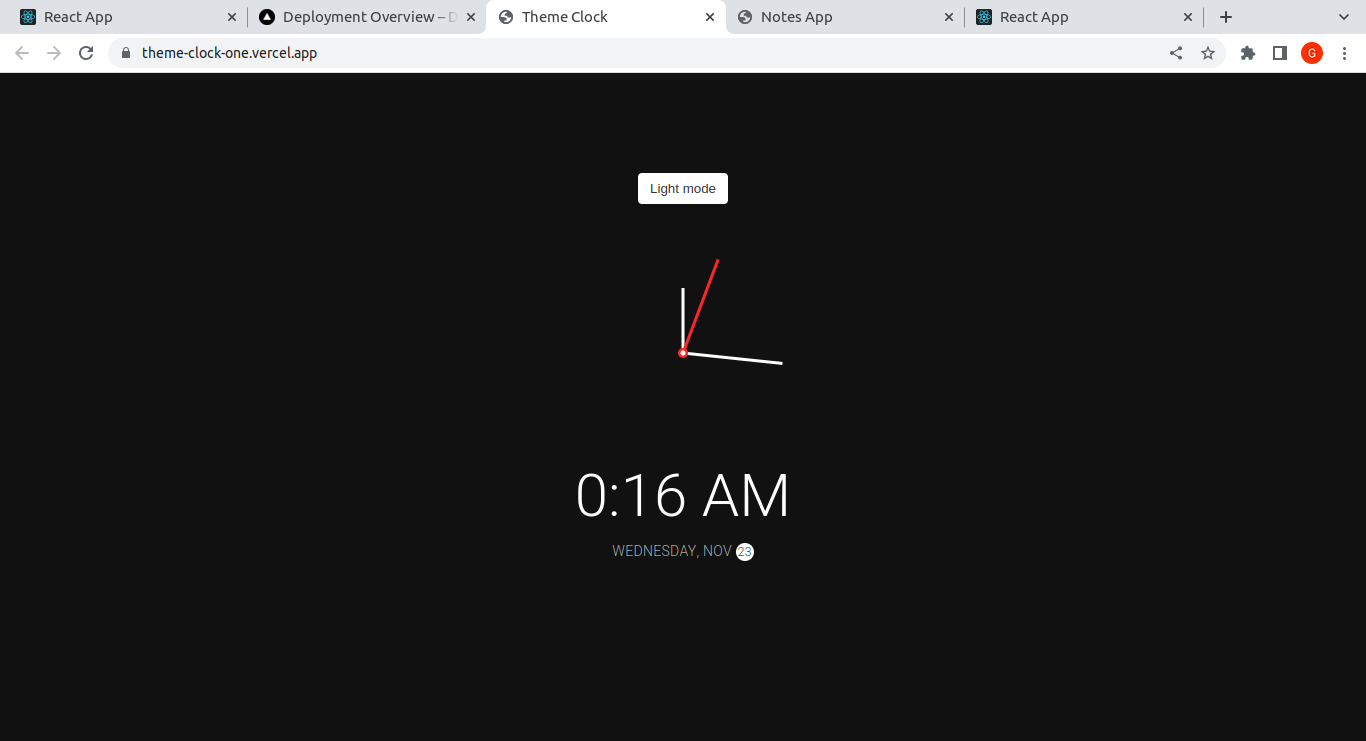 React App
Deployment Overview – D
Theme Clock
Notes App
React App
theme-clock-one.vercel.app
G
Light mode
0:16 AM
WEDNESDAY, NOV 23